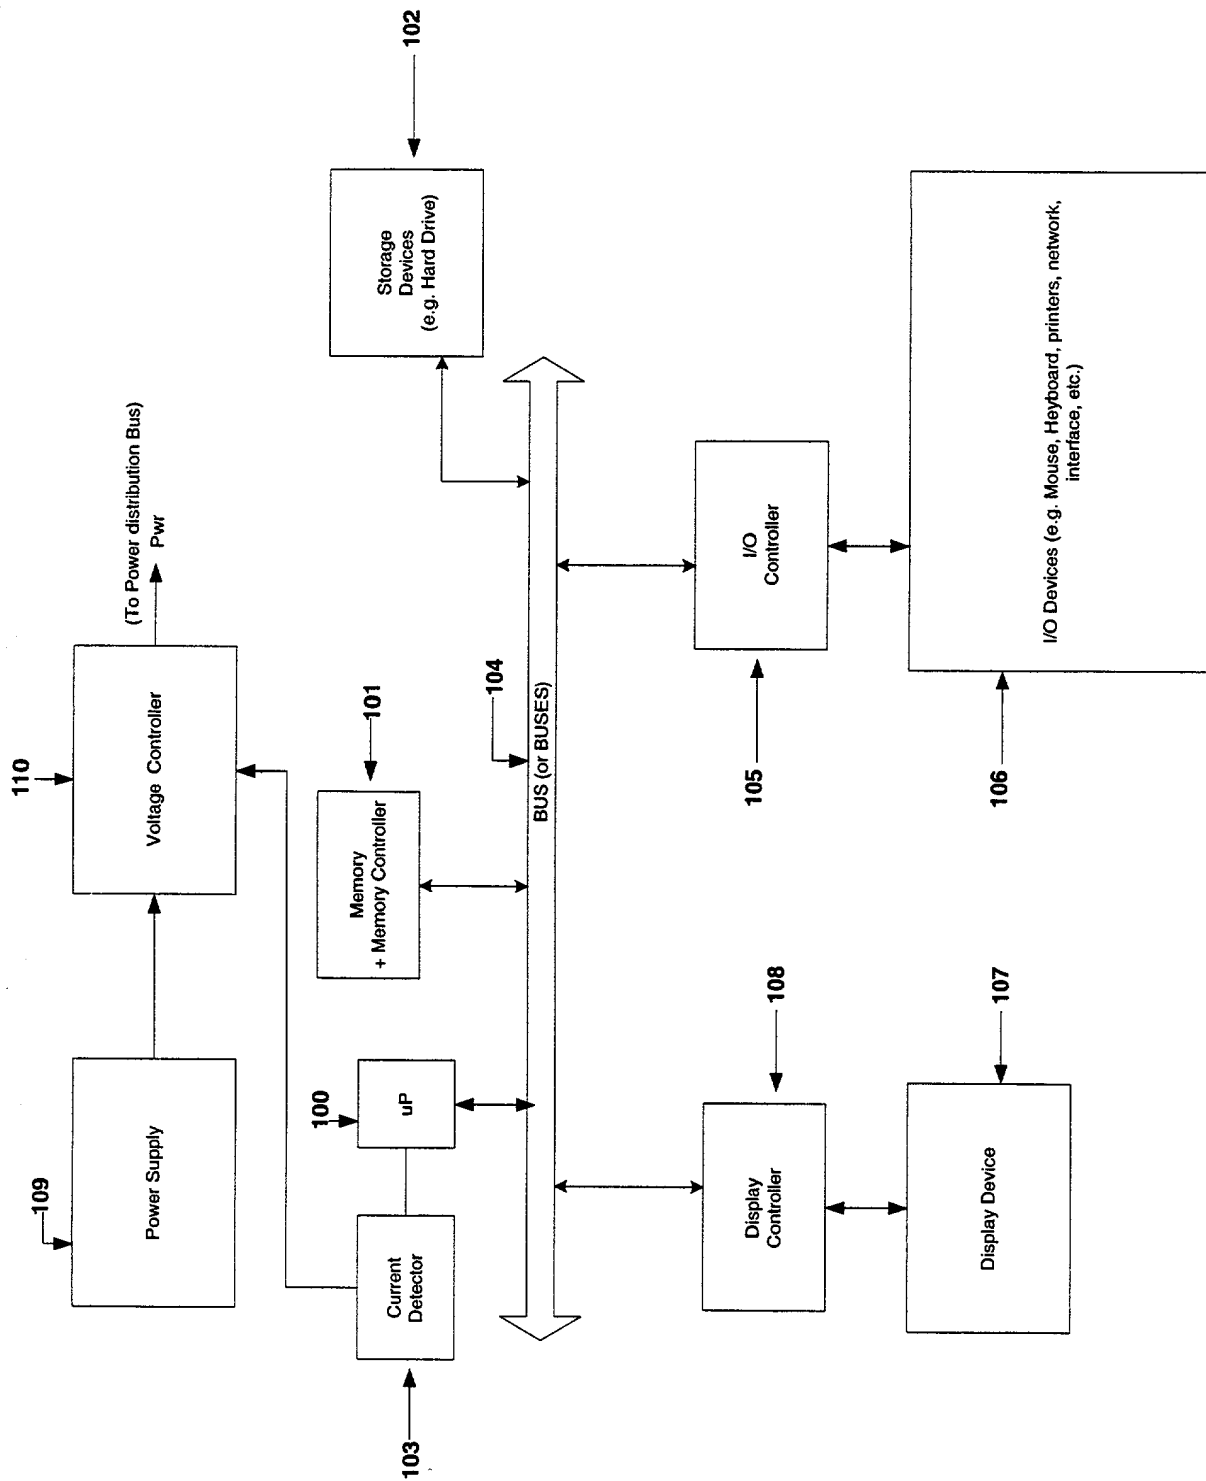 109
Power Supply
110
Voltage Controller
(To Power distribution Bus)
Pwr
103
Current
Detector
100
uP
101
Memory
+ Memory Controller
102
Storage
Devices
(e.g. Hard Drive)
104
BUS (or BUSES)
108
Display
Controller
105
I/O
Controller
107
Display Device
106
I/O Devices (e.g. Mouse, Heyboard, printers, network,
interface, etc.)